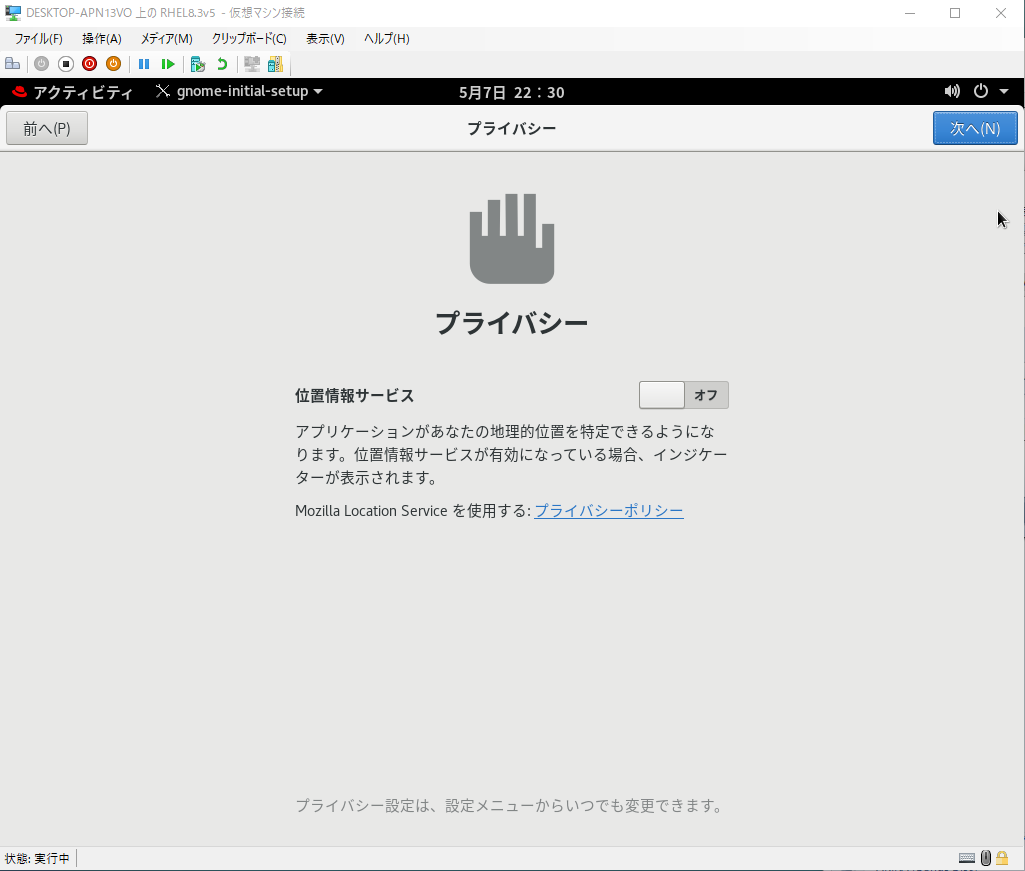 DESKTOP-APN13VO 上の RHEL8.3v5 - 仮想マシン接続
ファイル(F) 操作(A) メディア(M) クリップボード(C) 表示(V) ヘルプ(H)
アクティビティ gnome-initial-setup 5月7日 22：30
前へ(P) プライバシー 次へ(N)
プライバシー
位置情報サービス オフ
アプリケーションがあなたの地理的位置を特定できるようにな
ります。位置情報サービスが有効になっている場合、インジケー
ターが表示されます。
Mozilla Location Service を使用する: プライバシーポリシー
プライバシー設定は、設定メニューからいつでも変更できます。
状態: 実行中